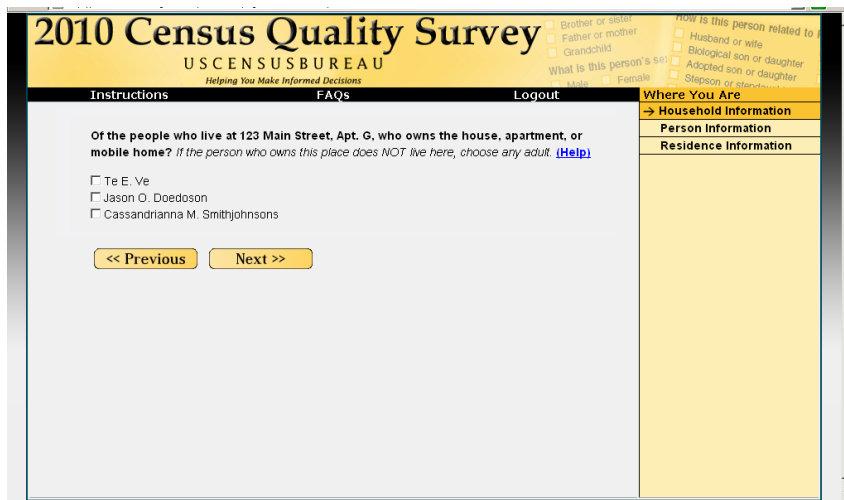 2010 Census Quality Survey
USCENSUSBUREAU
Helping You Make Informed Decisions
Brother or sister
Father or mother
Grandchild
What is this person's sex
Male Female
How is this person related to
Husband or wife
Biological son or daughter
Adopted son or daughter
Stepson or
Instructions FAQs Logout
Where You Are
→ Household Information
Person Information
Residence Information
Of the people who live at 123 Main Street, Apt. G, who owns the house, apartment, or
mobile home? If the person who owns this place does NOT live here, choose any adult. (Help)
Te E. Ve
Jason O. Doedoson
Cassandrianna M. Smithjohnsons
<< Previous Next >>